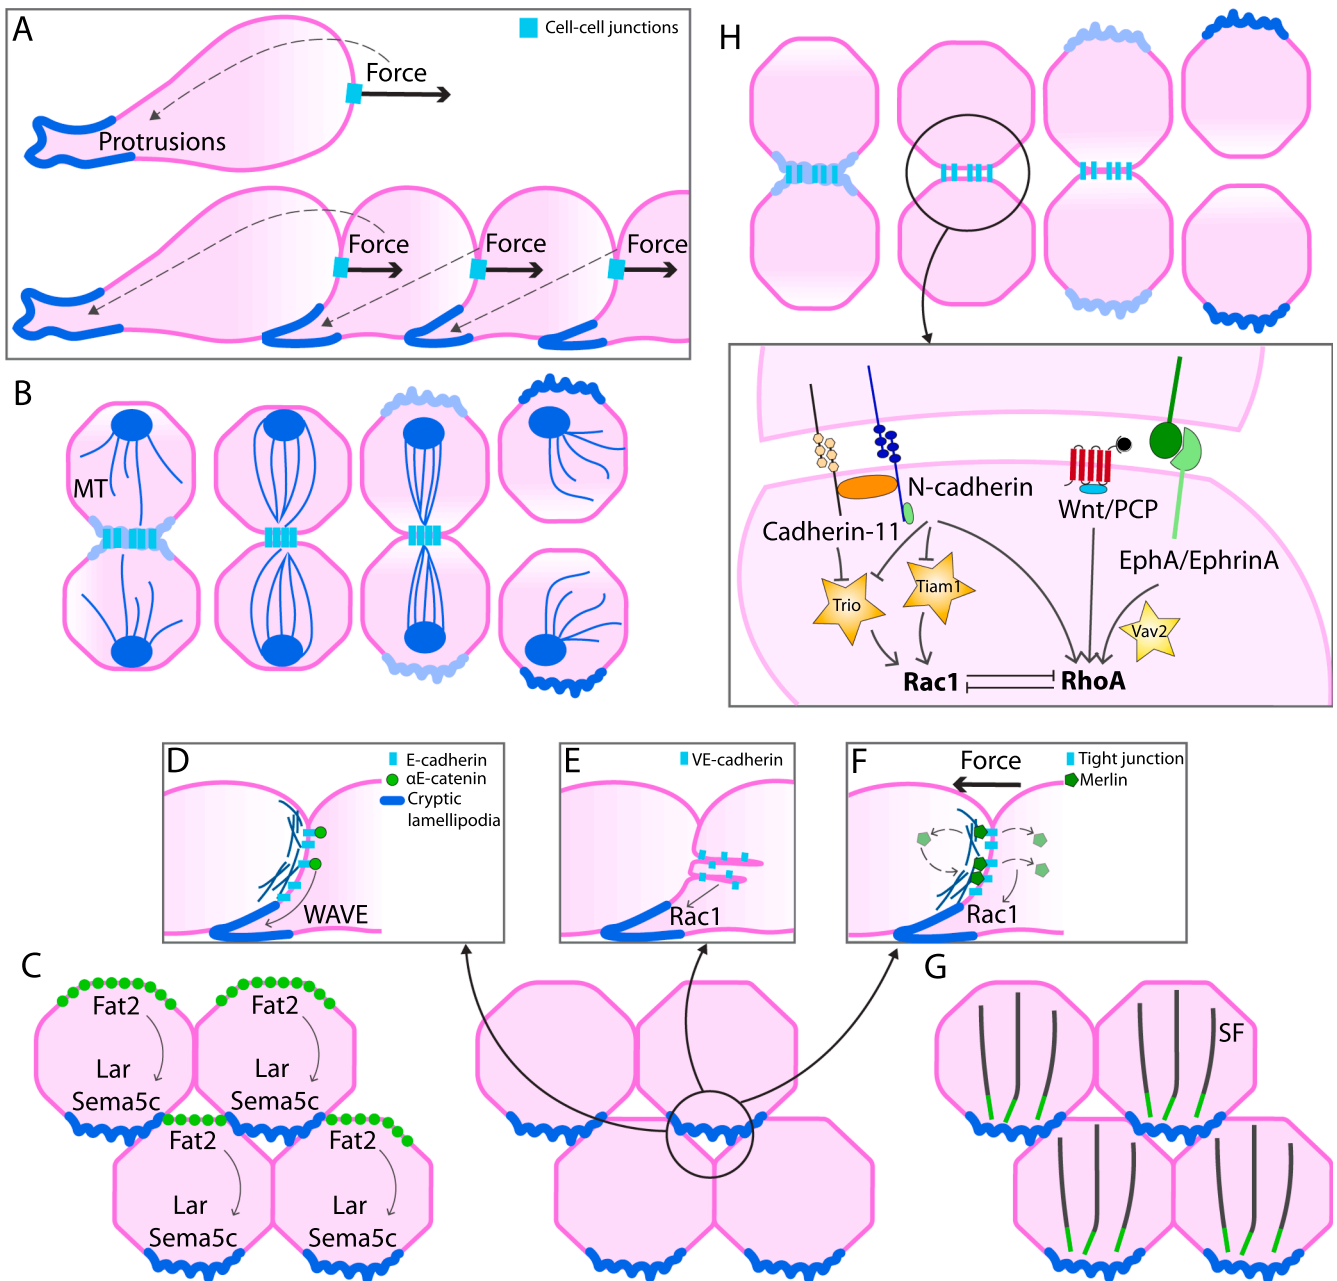 A
Cell-cell junctions
Force
Protrusions
Force
Force
Force
B
MT
H
N-cadherin
Cadherin-11
Wnt/PCP
EphA/EphrinA
Trio
Tiam1
Vav2
Rac1
RhoA
D
E-cadherin
αE-catenin
Cryptic
lamellipodia
WAVE
E
VE-cadherin
Rac1
F
Force
Tight junction
Merlin
Rac1
C
Fat2
Fat2
Lar
Sema5c
Lar
Sema5c
Fat2
Fat2
Lar
Sema5c
Lar
Sema5c
G
SF